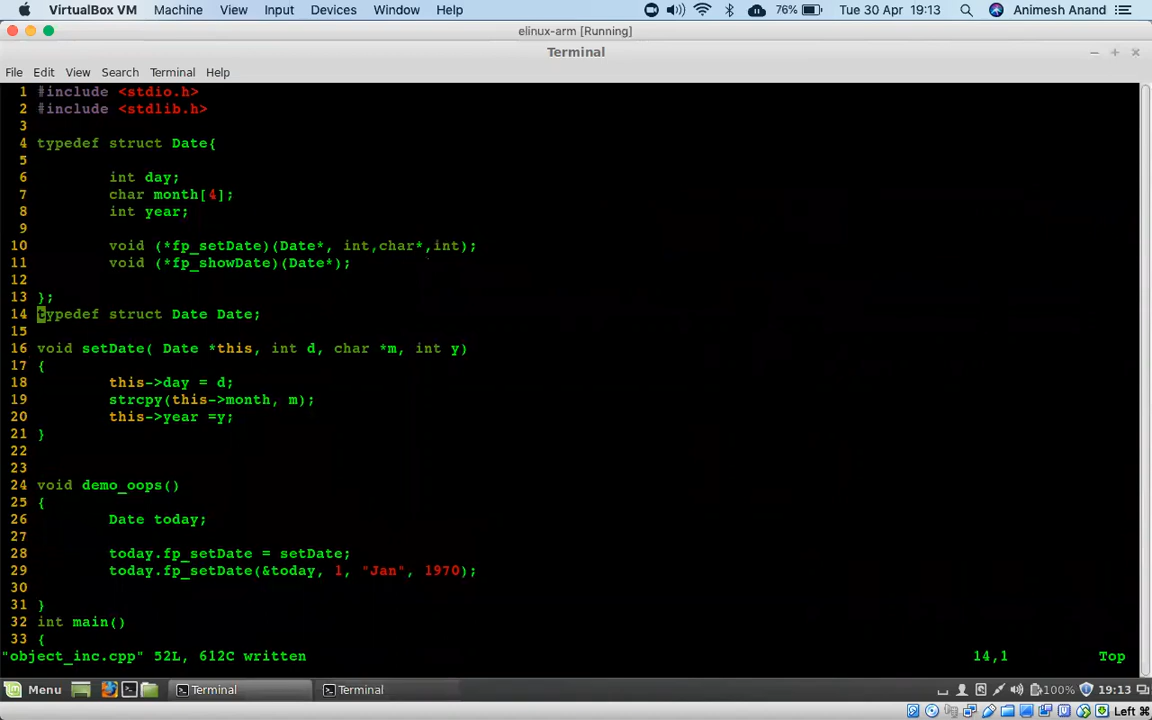 VirtualBox VM Machine View Input Devices Window Help 76% Tue 30 Apr 19:13 Animesh Anand
elinux-arm [Running]
Terminal
File Edit View Search Terminal Help
1 #include <stdio.h>
2 #include <stdlib.h>
3
4 typedef struct Date{
5
6 int day;
7 char month[4];
8 int year;
9
10 void (*fp_setDate)(Date*, int,char*,int);
11 void (*fp_showDate)(Date*);
12
13 };
14 typedef struct Date Date;
15
16 void setDate( Date *this, int d, char *m, int y)
17 {
18 this->day = d;
19 strcpy(this->month, m);
20 this->year =y;
21 }
22
23
24 void demo_oops()
25 {
26 Date today;
27
28 today.fp_setDate = setDate;
29 today.fp_setDate(&today, 1, "Jan", 1970);
30
31 }
32 int main()
33 {
"object_inc.cpp" 52L, 612C written 14,1 Top
Menu Terminal Terminal 100% 19:13
Left ⌘